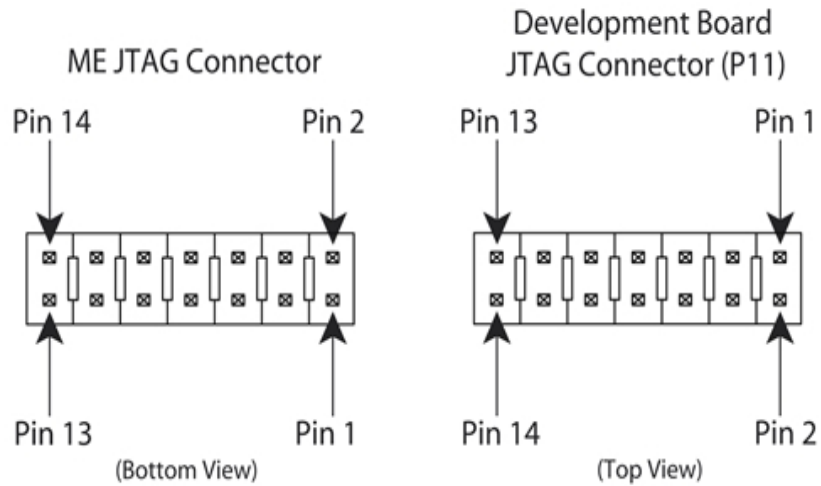 ME JTAG Connector
Pin 14
Pin 2
Pin 13
Pin 1
(Bottom View)
Development Board
JTAG Connector (P11)
Pin 13
Pin 1
Pin 14
Pin 2
(Top View)